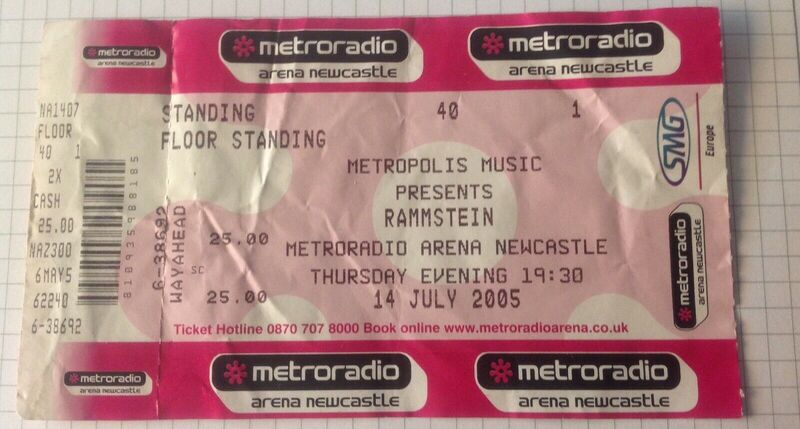 metroradio
arena newcastle
metroradio
arena newcastle
metroradio
arena newcastle
NA1407
FLOOR
40 1
2X
CASH
25.00
NAZ300
6MAY5
62240
6-38692
810935988185
6-38692
WAYAHEAD
STANDING 40 1
FLOOR STANDING
METROPOLIS MUSIC
PRESENTS
RAMMSTEIN
25.00 METRORADIO ARENA NEWCASTLE
SC THURSDAY EVENING 19:30
25.00 14 JULY 2005
Ticket Hotline 0870 707 8000 Book online www.metroradioarena.co.uk
SMG
Europe
metroradio
arena newcastle
metroradio
arena newcastle
metroradio
arena newcastle
metroradio
arena newcastle